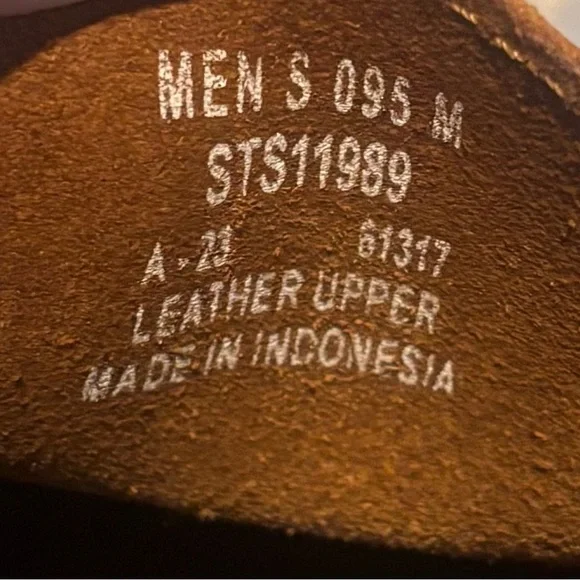 MEN S 095 M
STS11989
A - 23 61317
LEATHER UPPER
MADE IN INDONESIA